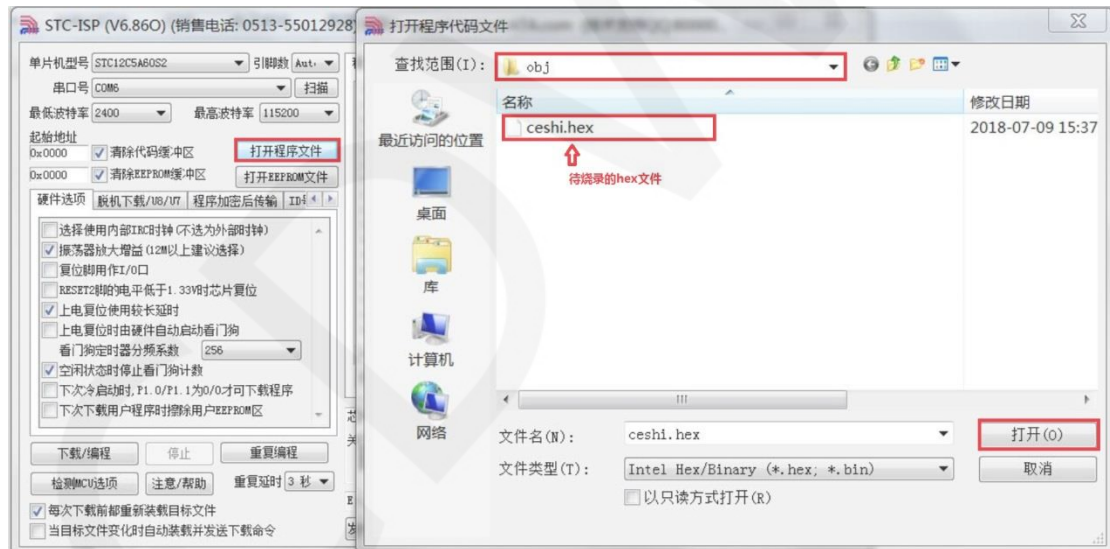 STC-ISP (V6.86O) (销售电话: 0513-55012928)
单片机型号 STC12C5A60S2 引脚数 Auto
串口号 COM6 扫描
最低波特率 2400 最高波特率 115200
起始地址
0x0000 清除代码缓冲区 打开程序文件
0x0000 清除EEPROM缓冲区 打开EEPROM文件
硬件选项 脱机下载/U8/U7 程序加密后传输
选择使用内部IRC时钟(不选为外部时钟)
振荡器放大增益(12M以上建议选择)
复位脚用作I/O口
RESET2脚的电平低于1.33V时芯片复位
上电复位使用较长延时
上电复位时由硬件自动启动看门狗
看门狗定时器分频系数 256
空闲状态时停止看门狗计数
下次冷启动时,P1.0/P1.1为0/0才可下载程序
下次下载用户程序时擦除用户EEPROM区
下载/编程 停止 重复编程
检测MCU选项 注意/帮助 重复延时 3 秒
每次下载前都重新装载目标文件
当目标文件变化时自动装载并发送下载命令
打开程序代码文件
查找范围(I): obj
最近访问的位置
桌面
库
计算机
网络
名称 修改日期
ceshi.hex 2018-07-09 15:37
待烧录的hex文件
文件名(N): ceshi.hex 打开(O)
文件类型(T): Intel Hex/Binary (*.hex; *.bin) 取消
以只读方式打开(R)